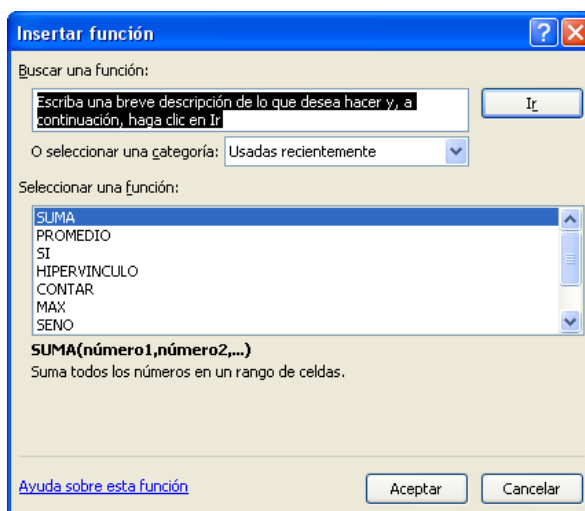 Insertar función
Buscar una función:
Escriba una breve descripción de lo que desea hacer y, a
continuación, haga clic en Ir
Ir
O seleccionar una categoría: Usadas recientemente
Seleccionar una función:
SUMA
PROMEDIO
SI
HIPERVINCULO
CONTAR
MAX
SENO
SUMA(número1,número2,...)
Suma todos los números en un rango de celdas.
Ayuda sobre esta función
Aceptar
Cancelar